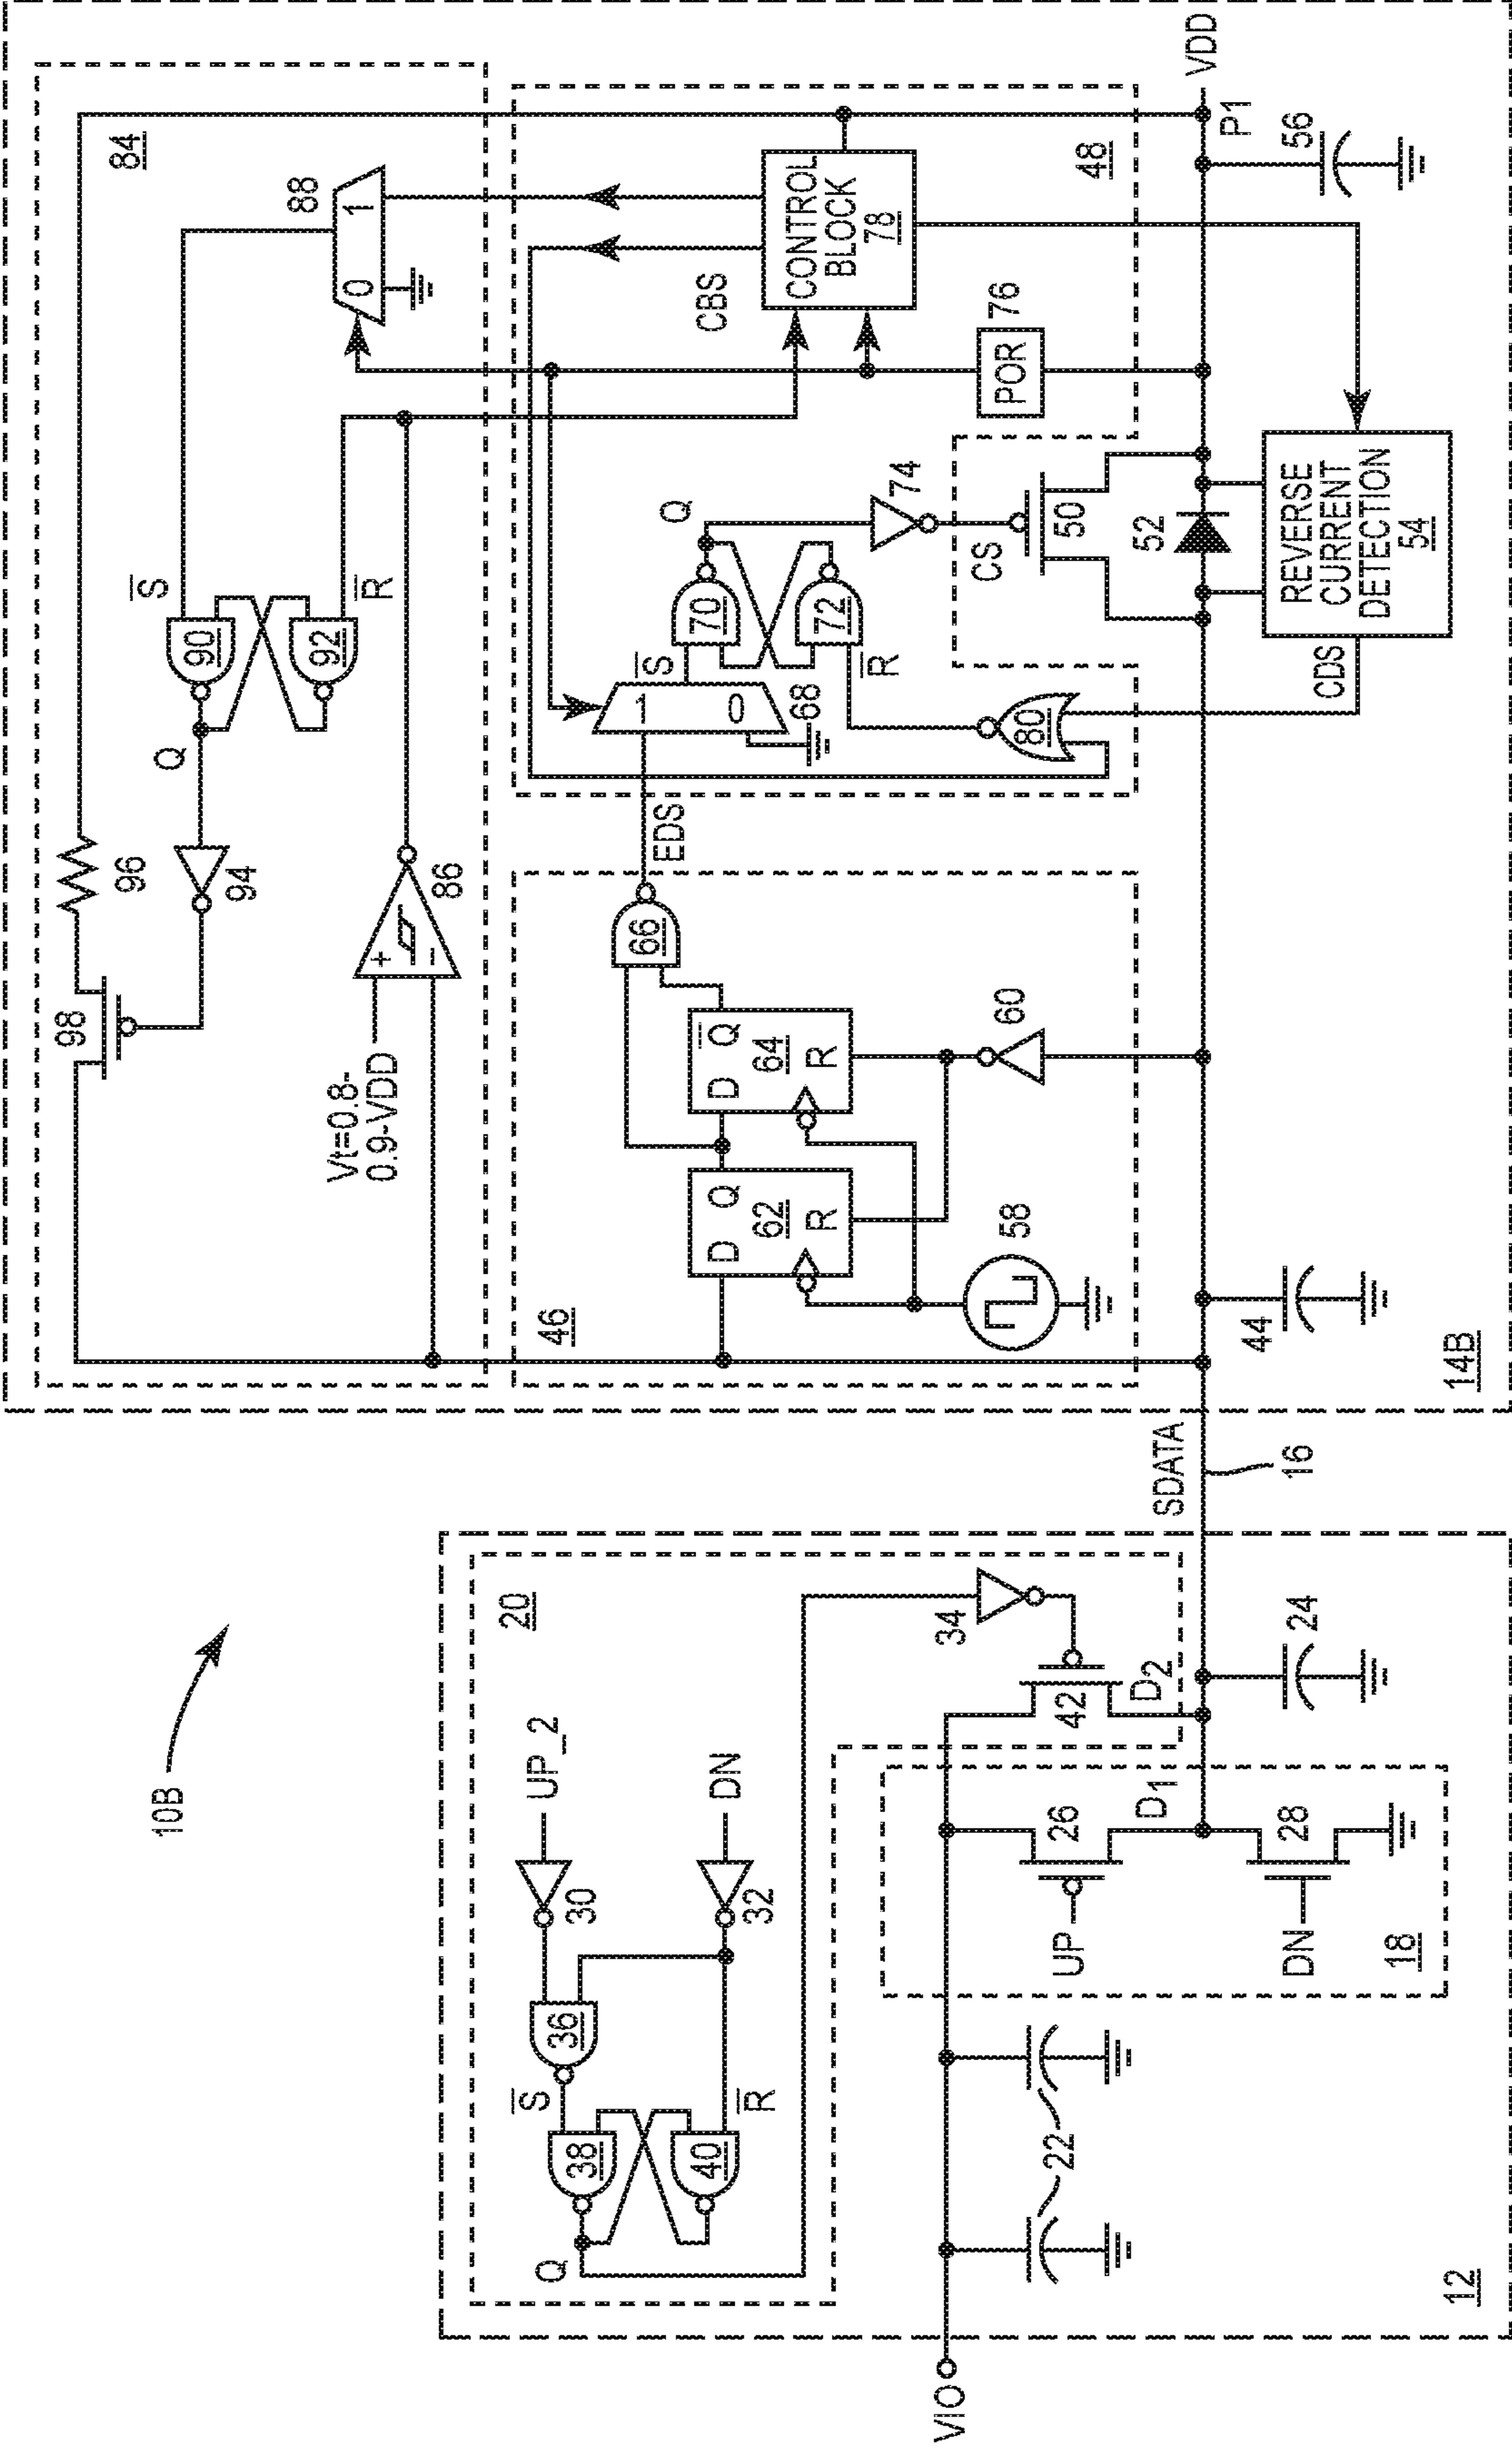 10B
VIO
12
22
20
UP_2
DN
30
32
36
S
R
38
40
Q
34
42
D2
18
UP
26
D1
DN
28
24
SDATA
16
14B
84
98
96
Vt=0.8-
0.9-VDD
+
-
86
94
Q
90
92
S
R
88
0
1
46
D
Q
62
R
D
Q
64
R
66
58
60
44
EDS
48
1
0
68
S
R
70
72
Q
74
80
CS
50
52
POR
76
CBS
CONTROL
BLOCK
78
CDS
REVERSE
CURRENT
DETECTION
54
56
P1
VDD